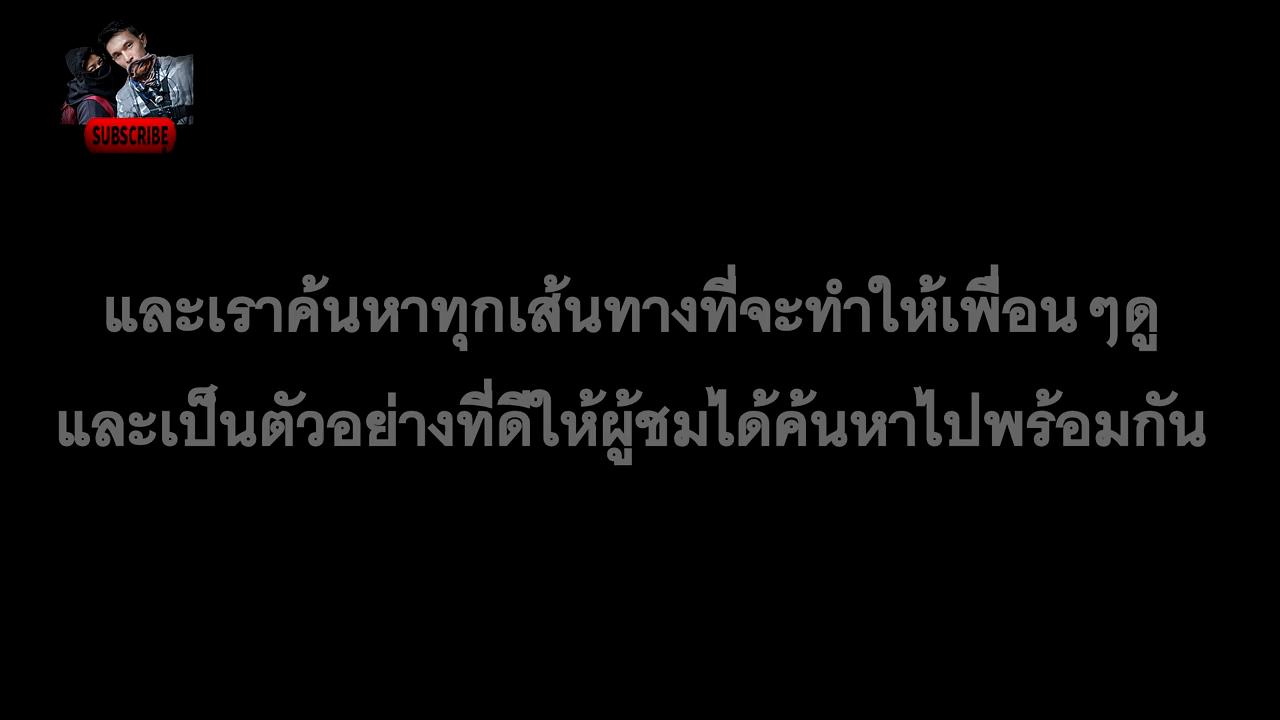 SUBSCRIBE
และเราค้นหาทุกเส้นทางที่จะทำให้เพื่อนๆดู
และเป็นตัวอย่างที่ดีให้ผู้ชมได้ค้นหาไปพร้อมกัน